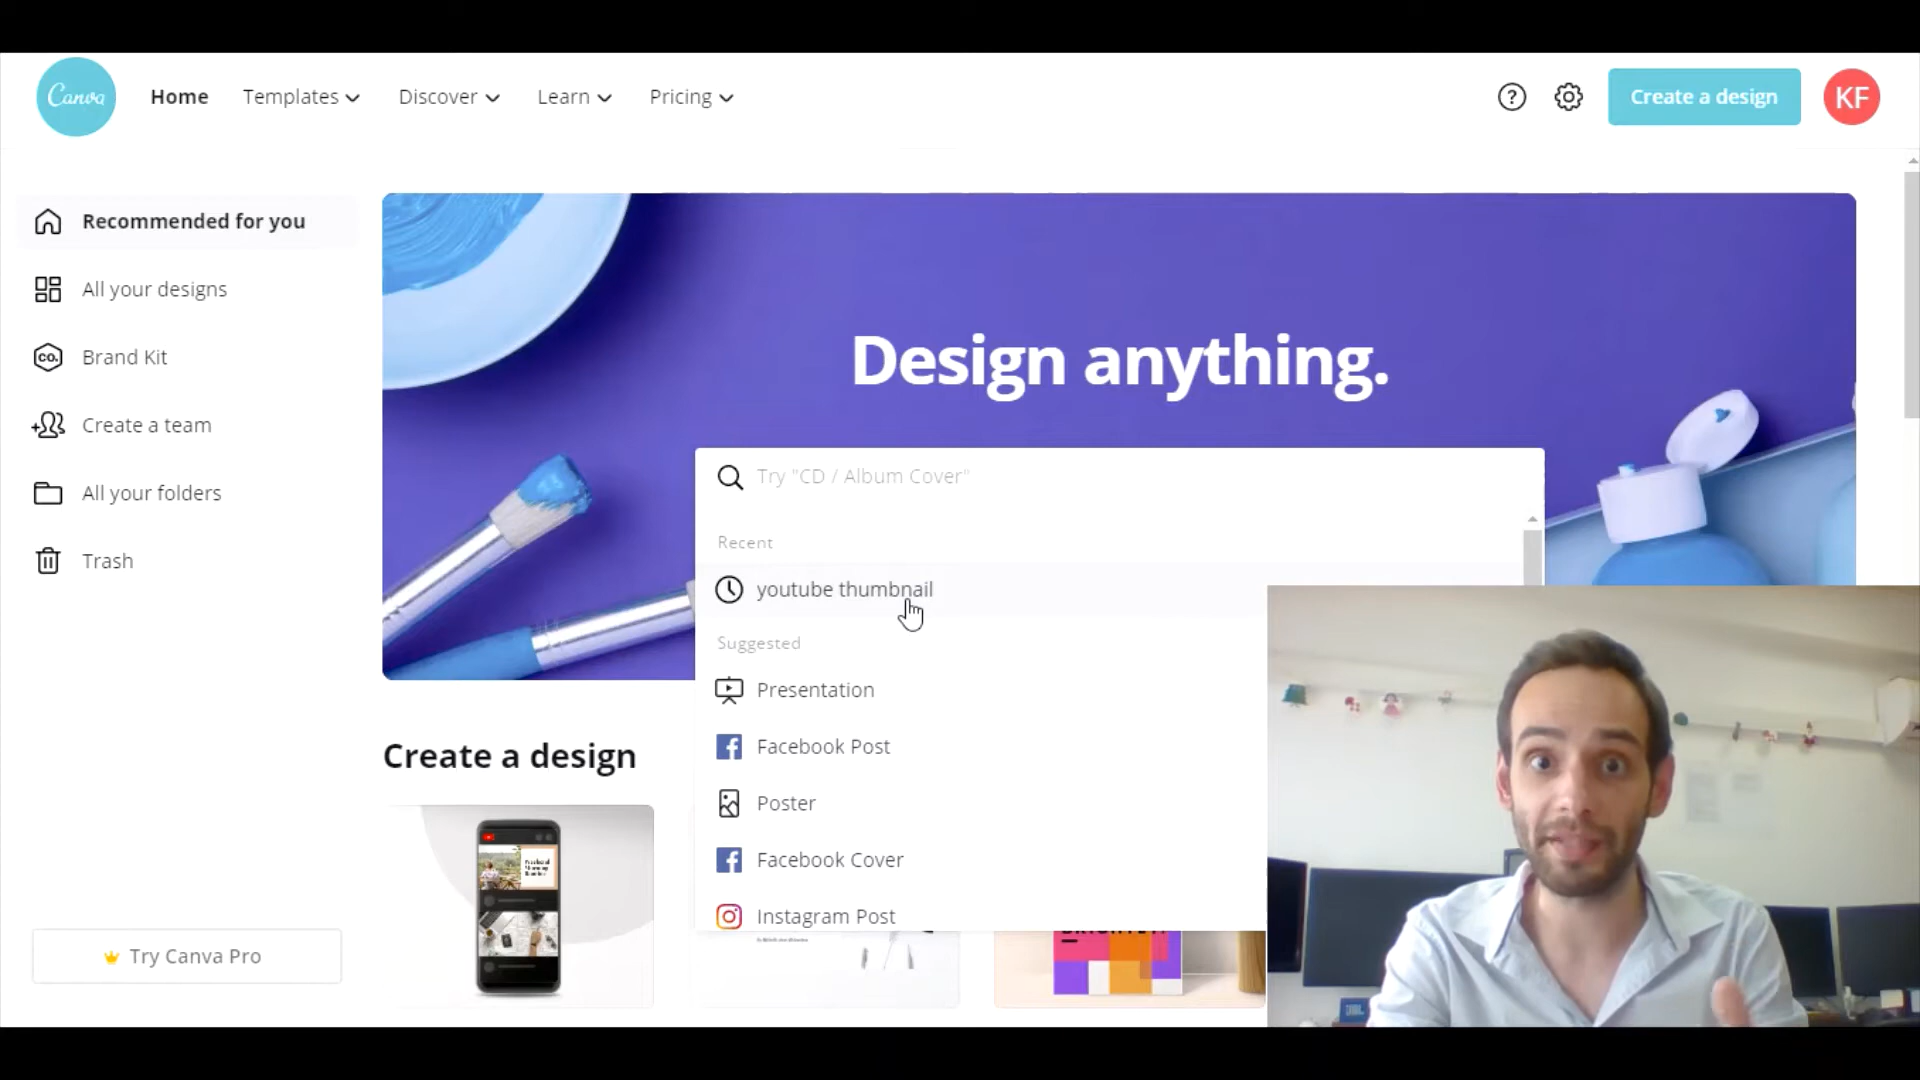 Canva
Home
Templates
Discover
Learn
Pricing
?
Create a design
KF
Recommended for you
All your designs
CO.
Brand Kit
Create a team
All your folders
Trash
Try Canva Pro
Design anything.
Try "CD / Album Cover"
Recent
youtube thumbnail
Suggested
Presentation
Facebook Post
Poster
Facebook Cover
Instagram Post
Create a design